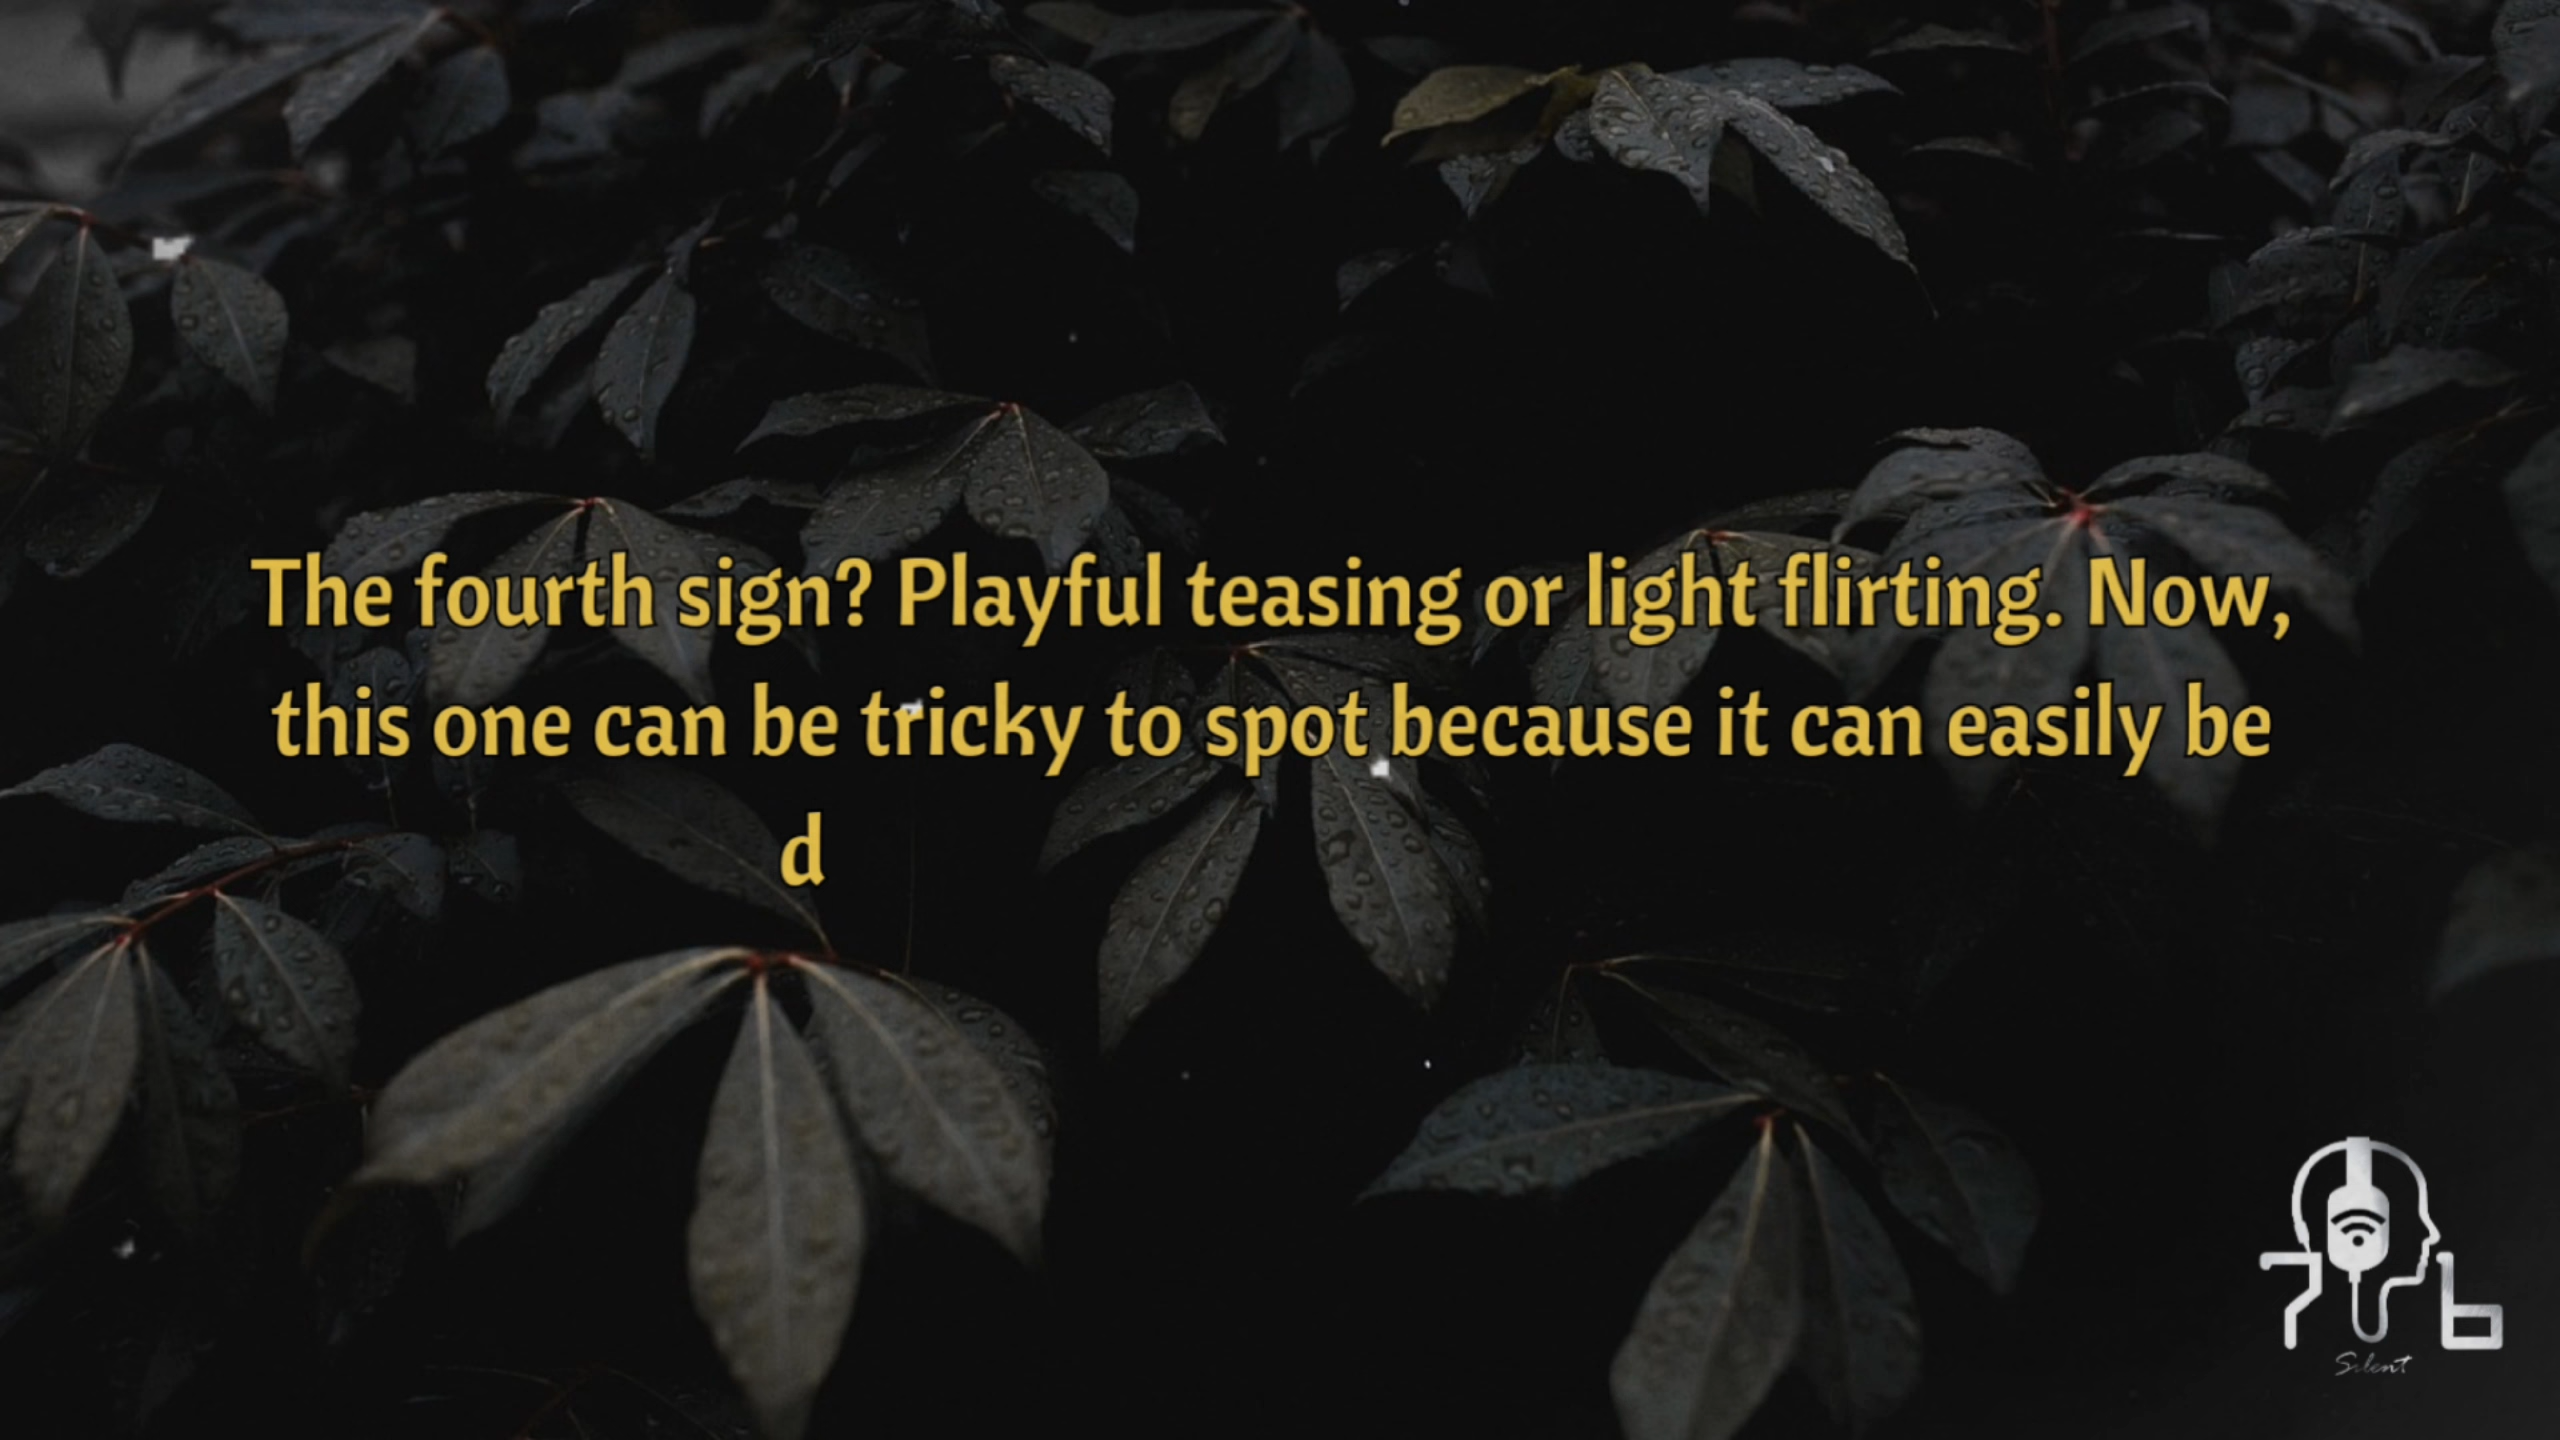 The fourth sign? Playful teasing or light flirting. Now,
this one can be tricky to spot because it can easily be
d
Silent